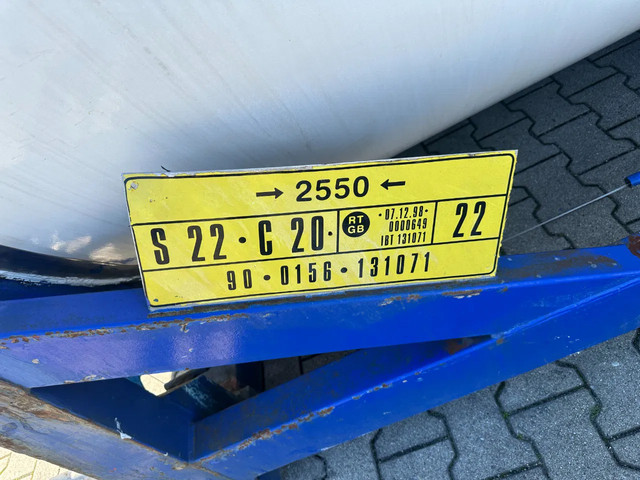 → 2550 ←
S 22 · C 20 ·
RT
GB
· 07.12.98 ·
0000649
IBT 131071
22
90 · 0156 · 131071